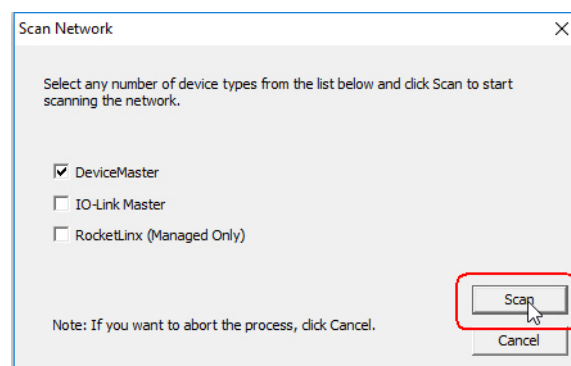 Scan Network
Select any number of device types from the list below and click Scan to start
scanning the network.
DeviceMaster
IO-Link Master
RocketLinx (Managed Only)
Scan
Note: If you want to abort the process, click Cancel.
Cancel